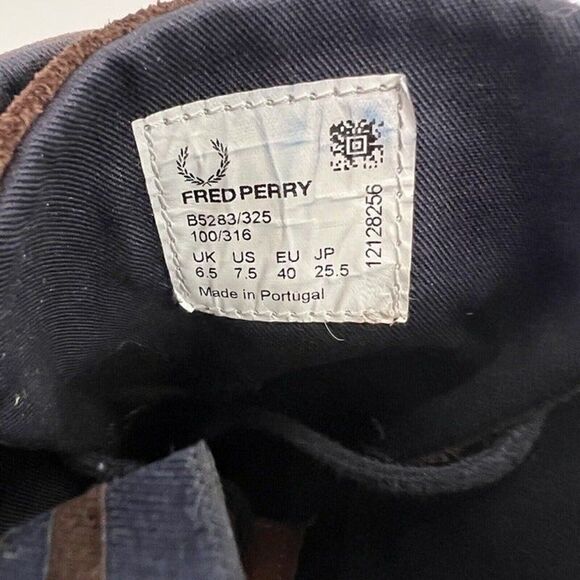 FRED PERRY
B5283/325
100/316
UK US EU JP
6.5 7.5 40 25.5
Made in Portugal
12128256